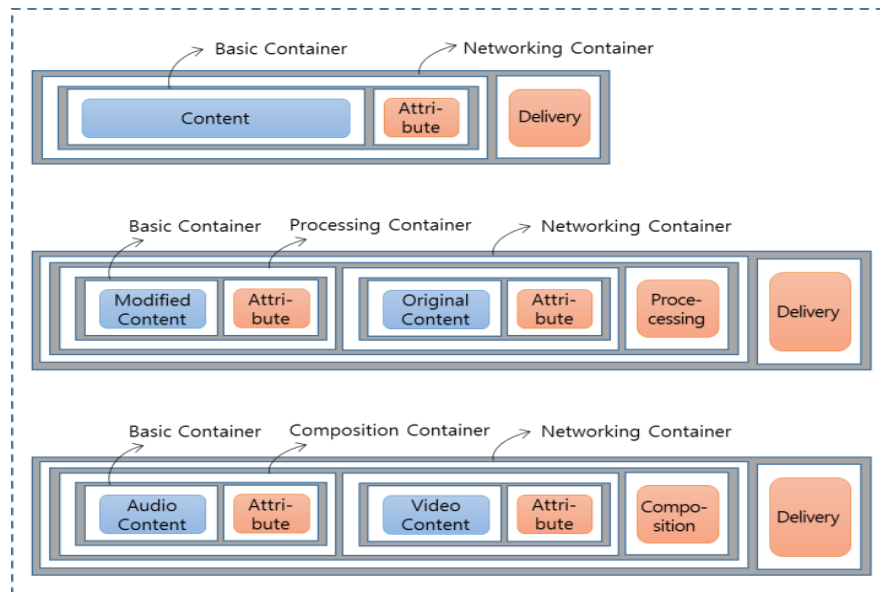 Basic Container
Networking Container
Content
Attri-
bute
Delivery
Basic Container
Processing Container
Networking Container
Modified
Content
Attri-
bute
Original
Content
Attri-
bute
Proce-
cessing
Delivery
Basic Container
Composition Container
Networking Container
Audio
Content
Attri-
bute
Video
Content
Attri-
bute
Compo-
sition
Delivery